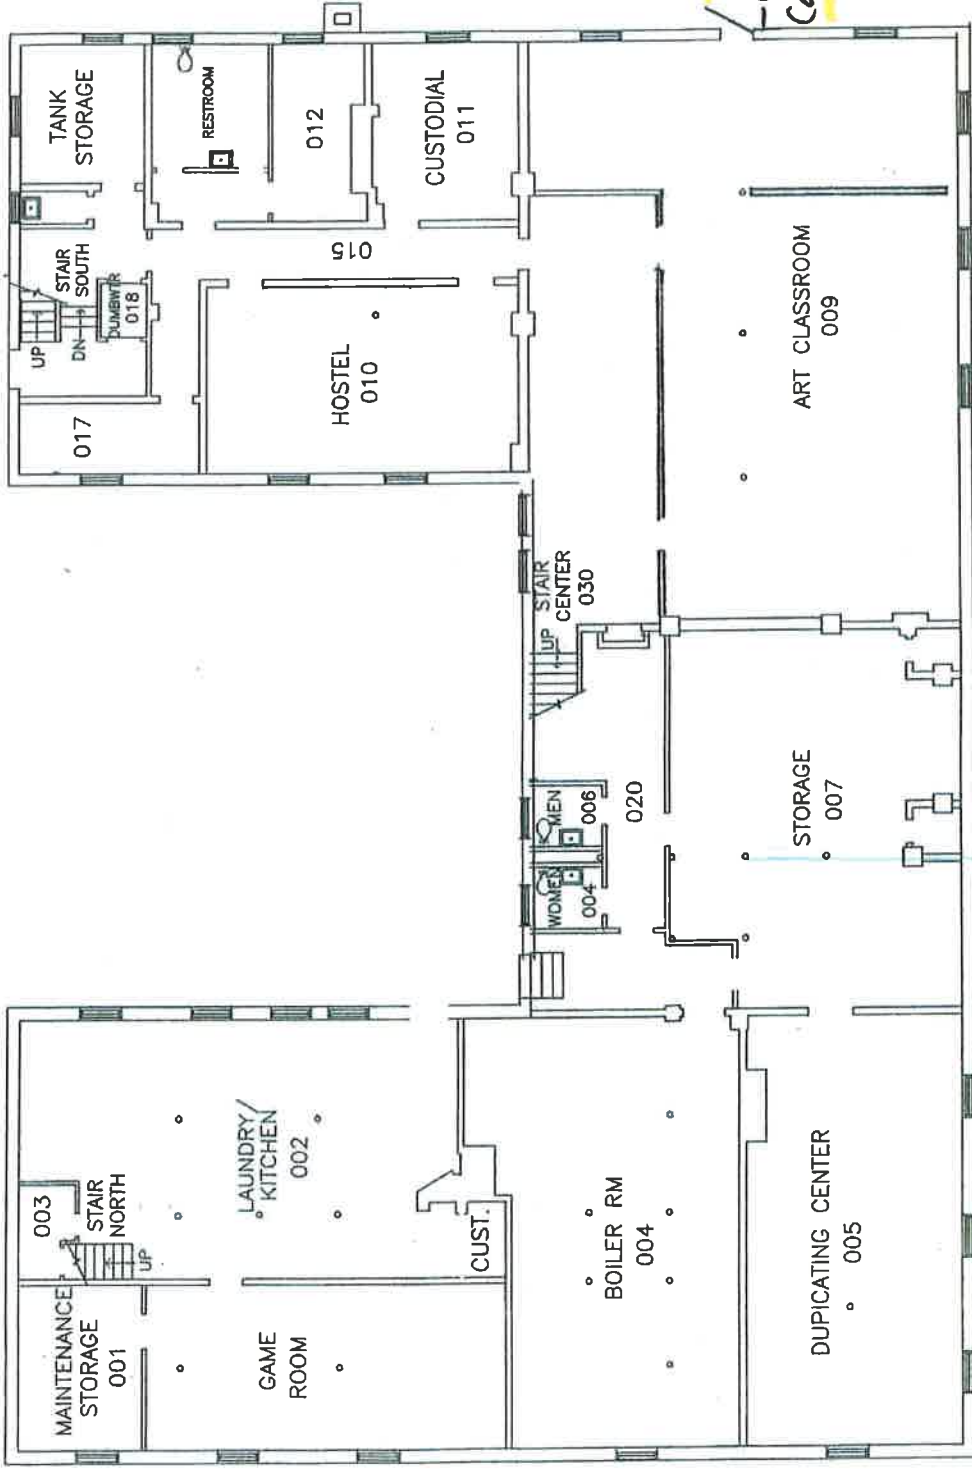 TANK
STORAGE
RESTROOM
012
CUSTODIAL
011
STAIR
SOUTH
UP
DN
DUMBWTR
018
015
017
HOSTEL
010
ART CLASSROOM
009
STAIR
CENTER
030
UP
MEN
006
WOMEN
004
020
STORAGE
007
003
STAIR
NORTH
UP
LAUNDRY/
KITCHEN
002
CUST.
MAINTENANCE
STORAGE
001
GAME
ROOM
BOILER RM
004
DUPICATING CENTER
005